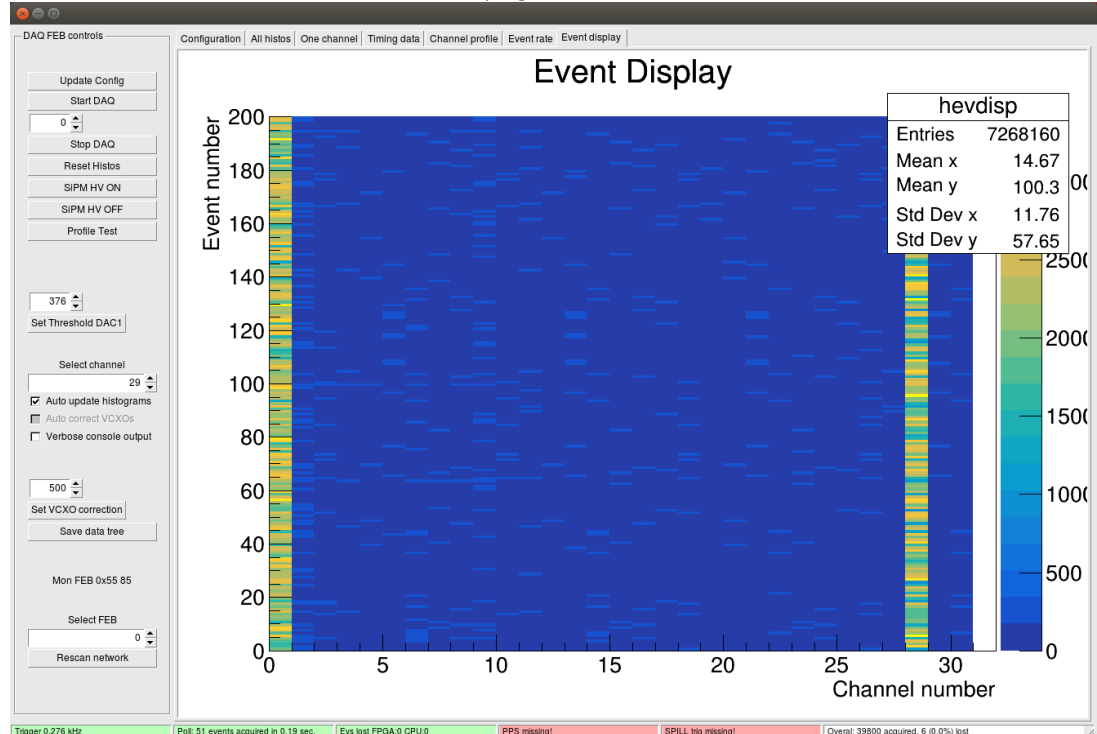 DAQ FEB controls
Update Config
Start DAQ
0
Stop DAQ
Reset Histos
SiPM HV ON
SIPM HV OFF
Profile Test
376
Set Threshold DAC1
Select channel
29
Auto update histograms
Auto correct VCXOs
Verbose console output
500
Set VCXO correction
Save data tree
Mon FEB 0x55 85
Select FEB
0
Rescan network
Configuration All histos One channel Timing data Channel profile Event rate Event display
Event Display
hevdisp
Entries 7268160
Mean x 14.67
Mean y 100.3
Std Dev x 11.76
Std Dev y 57.65
Event number
200
180
160
140
120
100
80
60
40
20
0
0 5 10 15 20 25 30
Channel number
2500
2000
1500
1000
500
0
Trigger 0.276 kHz Poll: 51 events acquired in 0.19 sec. Evs lost FPGA:0 CPU:0 PPS missing! SPILL trig missing! Overal: 39800 acquired, 6 (0.0%) lost